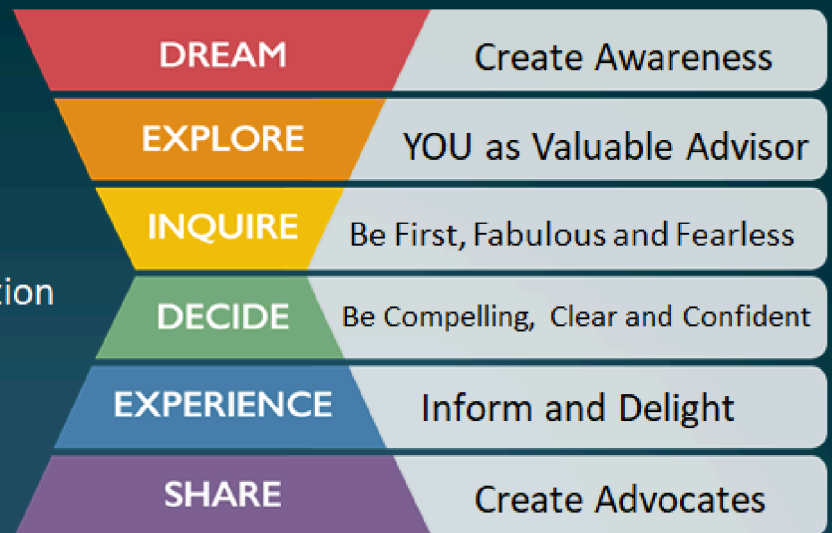 DREAM Create Awareness
EXPLORE YOU as Valuable Advisor
INQUIRE Be First, Fabulous and Fearless
DECIDE Be Compelling, Clear and Confident
EXPERIENCE Inform and Delight
SHARE Create Advocates